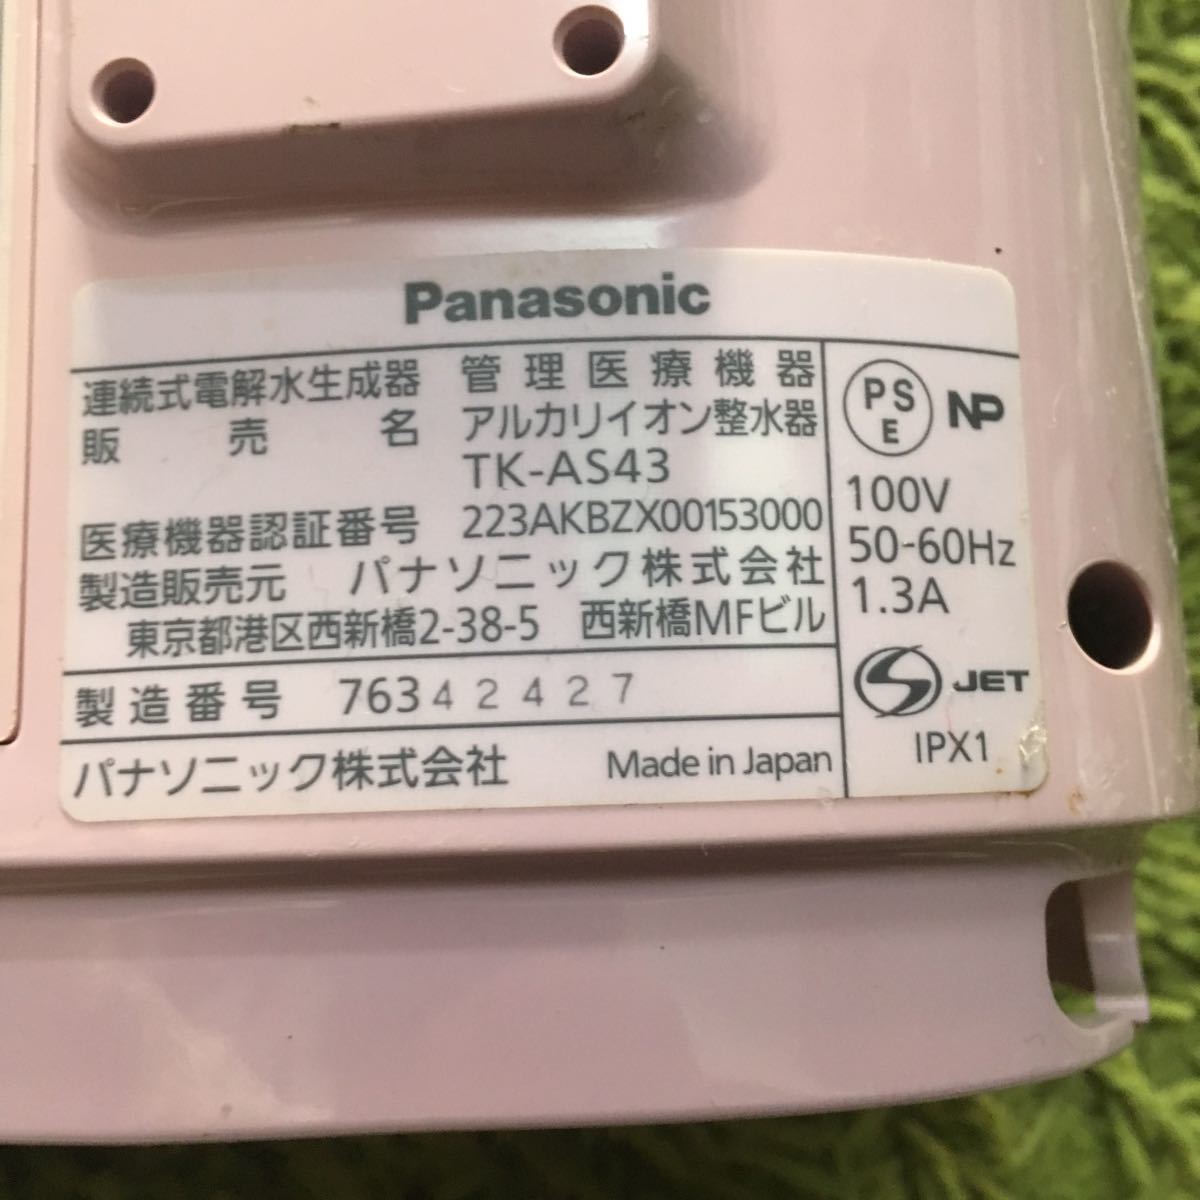 Panasonic
連続式電解水生成器 管理医療機器
販売名 アルカリイオン整水器
TK-AS43
医療機器認証番号 223AKBZX00153000
製造販売元 パナソニック株式会社
東京都港区西新橋2-38-5 西新橋MFビル
製造番号 76342427
パナソニック株式会社 Made in Japan
PS
E
NP
100V
50-60Hz
1.3A
JET
IPX1